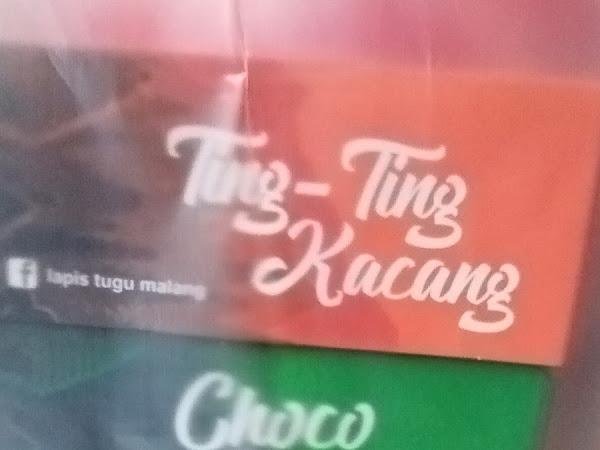 Ting-Ting
Kacang
lapis tugu malang
Choco